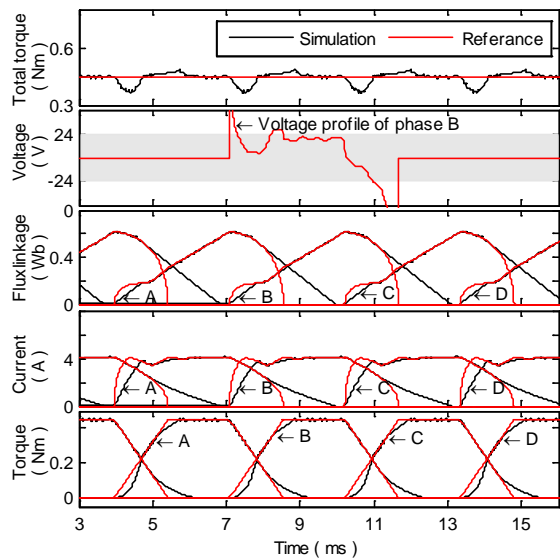 Total torque
( Nm)
0.6
0.3
Simulation
Referance
Voltage
( V )
24
-24
← Voltage profile of phase B
Fluxlinkage
( Wb)
0
0.4
0
← A
← B
← C
← D
Current
( A )
4
0
← A
← B
← C
← D
Torque
( Nm)
0.2
0
← A
← B
← C
← D
3 5 7 9 11 13 15
Time ( ms )